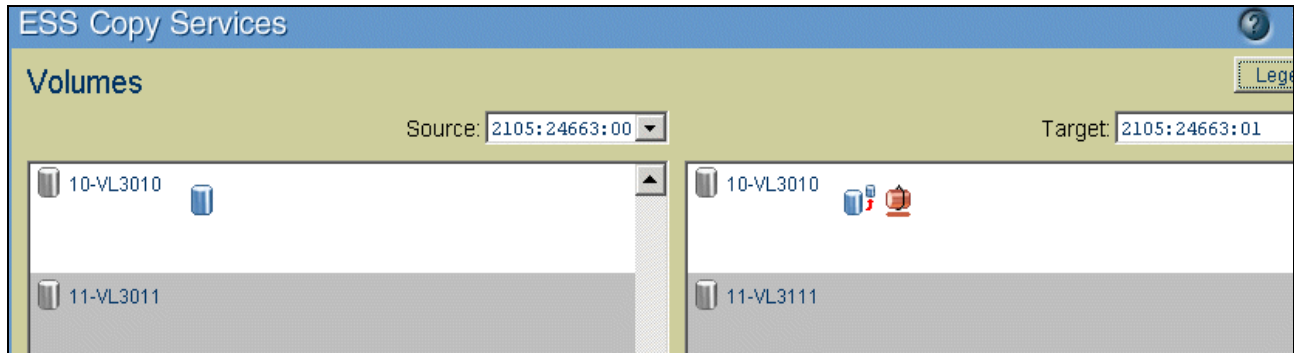 ESS Copy Services
?
Volumes
Lege
Source: 2105:24663:00
Target: 2105:24663:01
10-VL3010
10-VL3010
11-VL3011
11-VL3111